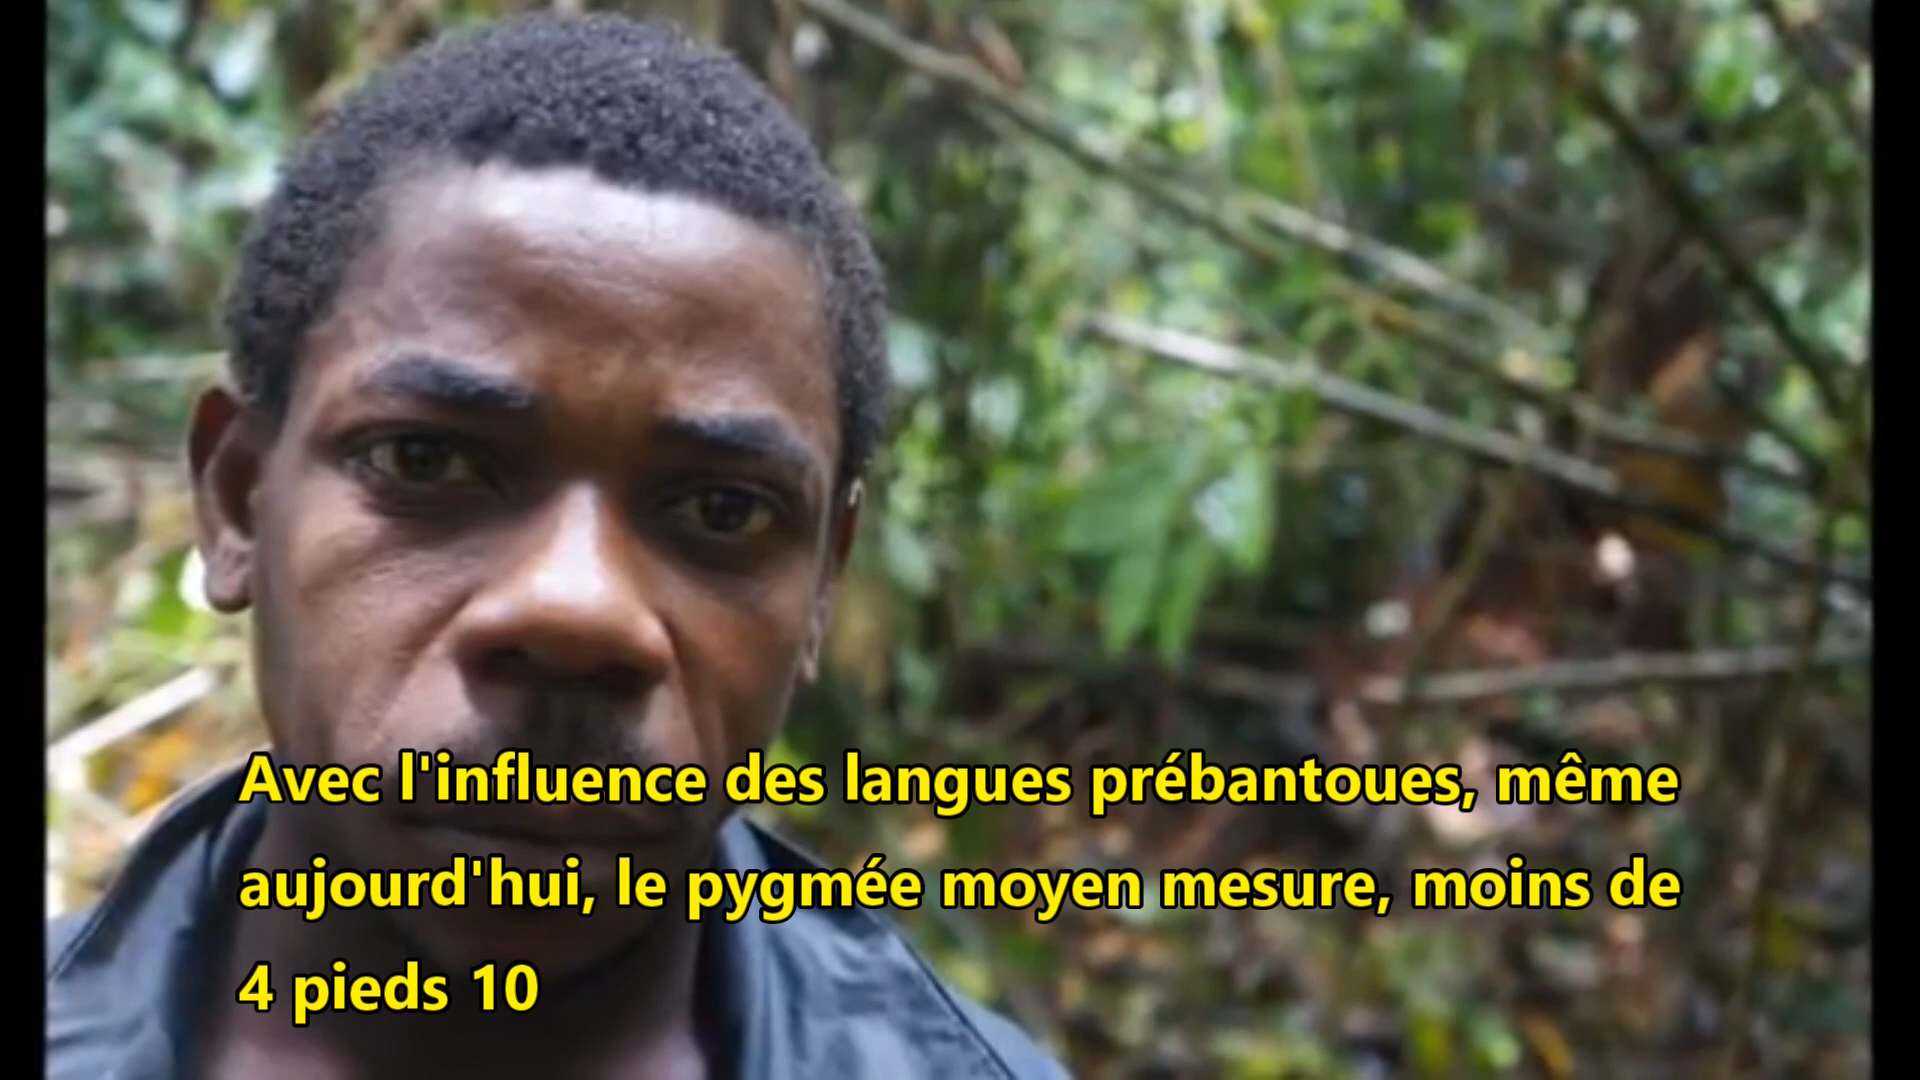 Avec l'influence des langues prébantoues, même
aujourd'hui, le pygmée moyen mesure, moins de
4 pieds 10